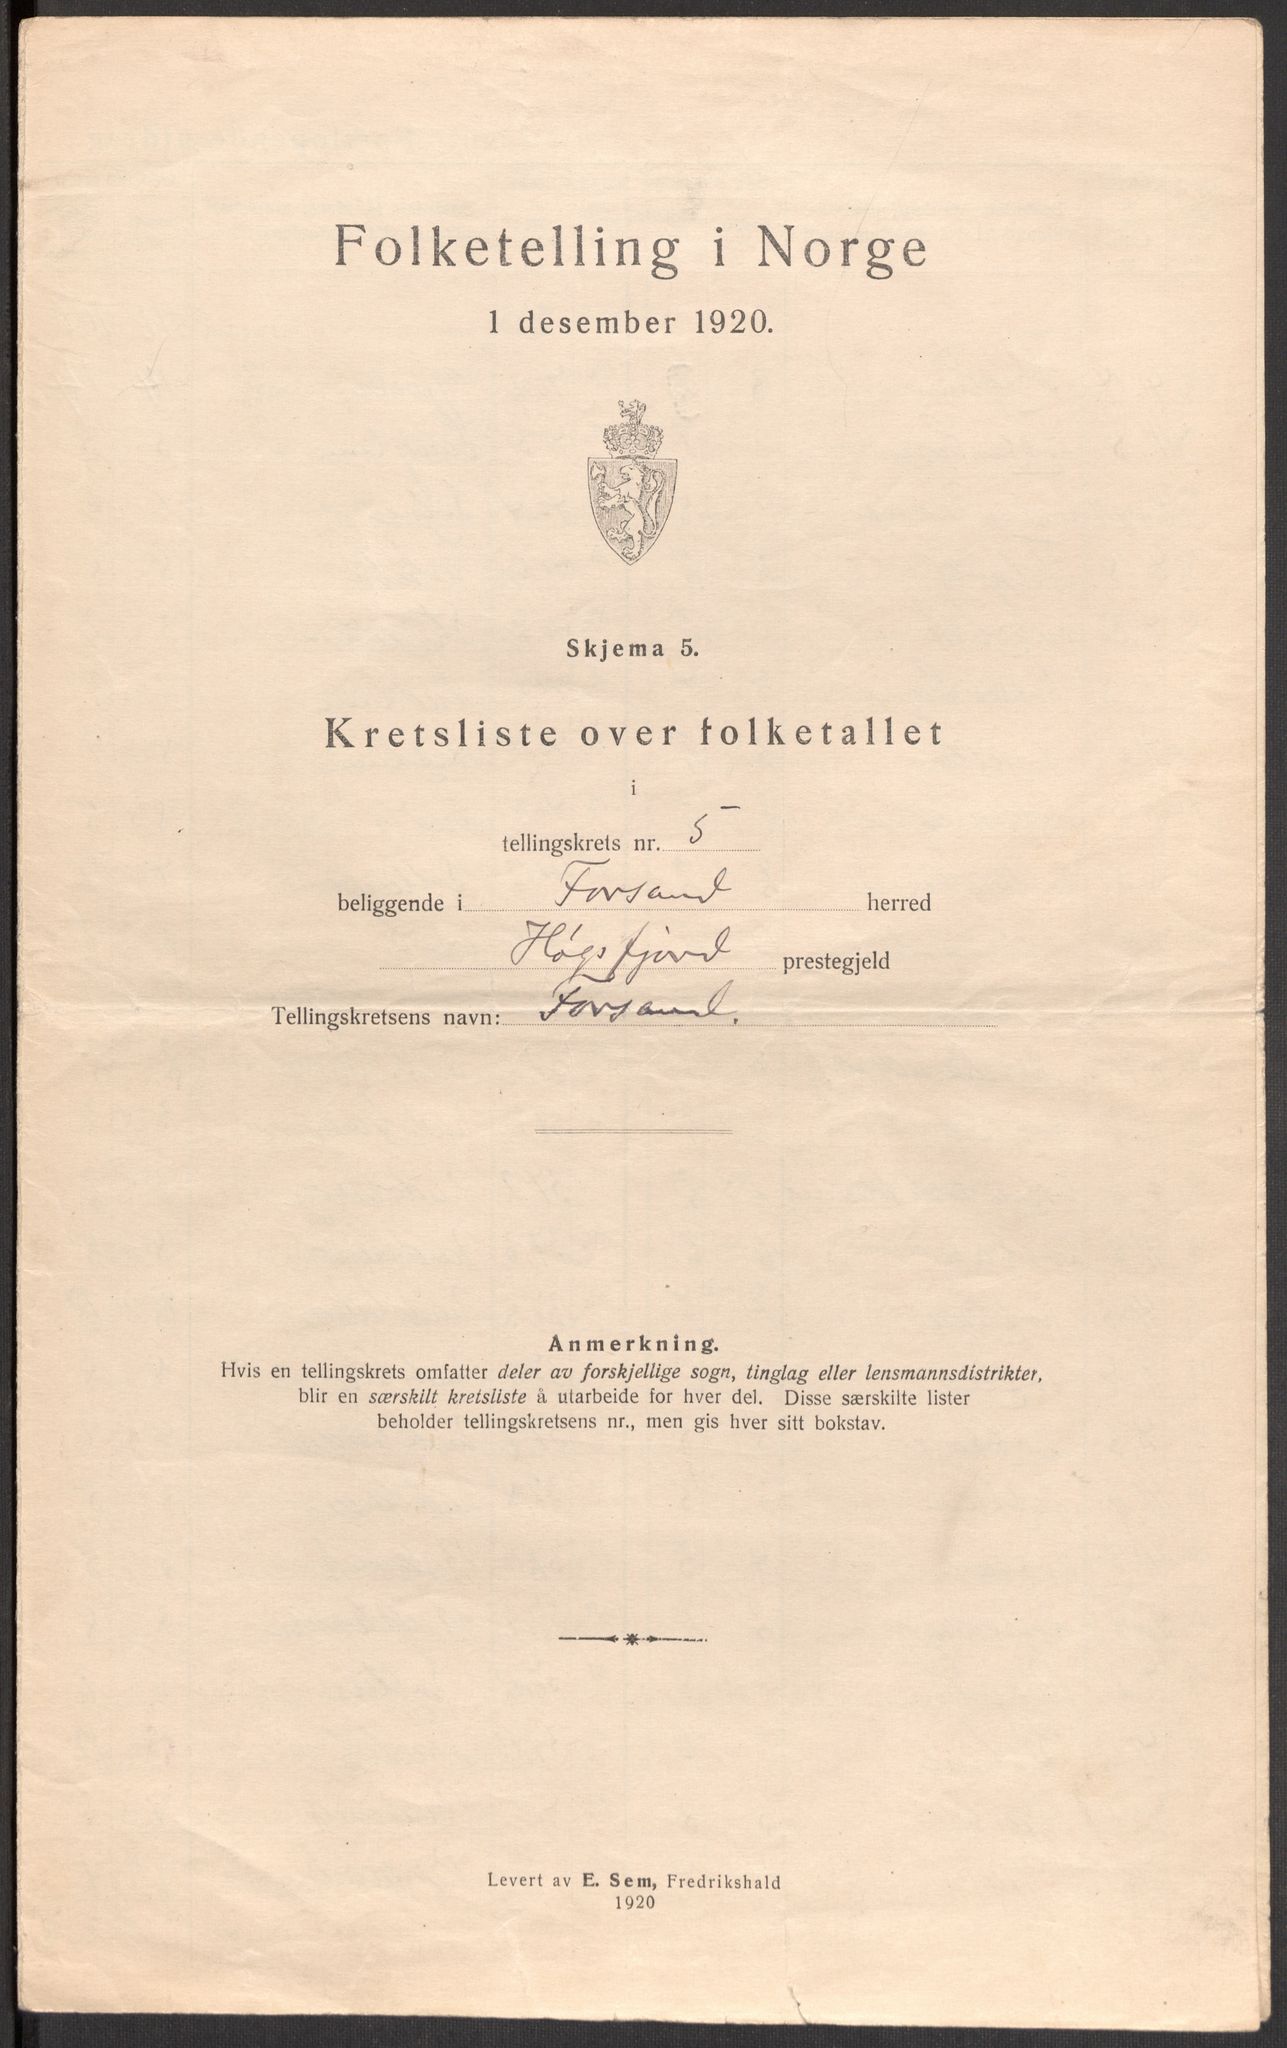 Folketelling i Norge
1 desember 1920.
Skjema 5.
Kretsliste over folketallet
i
tellingskrets nr. 5
beliggende i Forsand herred
Høgsfjord prestegjeld
Tellingskretsens navn: Forsand.
Anmerkning.
Hvis en tellingskrets omfatter deler av forskjellige sogn, tinglag eller lensmannsdistrikter,
blir en særskilt kretsliste å utarbeide for hver del. Disse særskilte lister
beholder tellingskretsens nr., men gis hver sitt bokstav.
Levert av E. Sem, Fredrikshald
1920